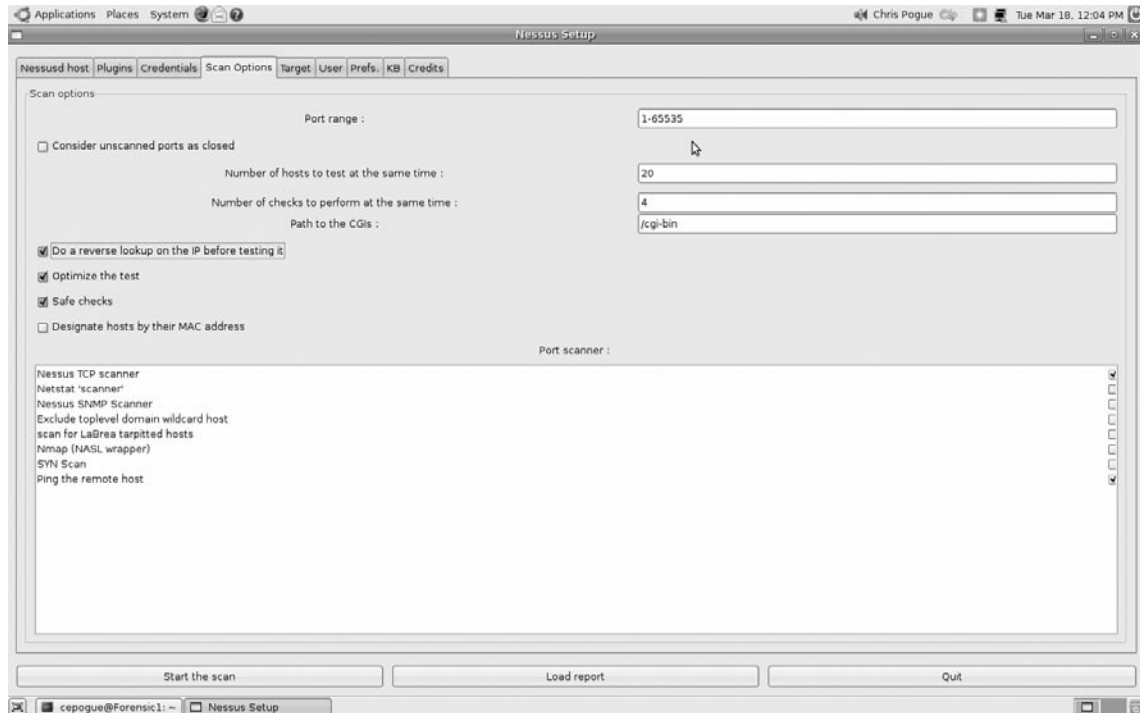 Applications Places System Chris Pogue Tue Mar 18, 12:04 PM
Nessus Setup
Nessusd host Plugins Credentials Scan Options Target User Prefs. KB Credits
Scan options
Port range : 1-65535
Consider unscanned ports as closed
Number of hosts to test at the same time : 20
Number of checks to perform at the same time : 4
Path to the CGIs : /cgi-bin
Do a reverse lookup on the IP before testing it
Optimize the test
Safe checks
Designate hosts by their MAC address
Port scanner :
Nessus TCP scanner
Netstat 'scanner'
Nessus SNMP Scanner
Exclude toplevel domain wildcard host
scan for LaBrea tarpitted hosts
Nmap (NASL wrapper)
SYN Scan
Ping the remote host
Start the scan Load report Quit
cepogue@Forensic1: ~ Nessus Setup